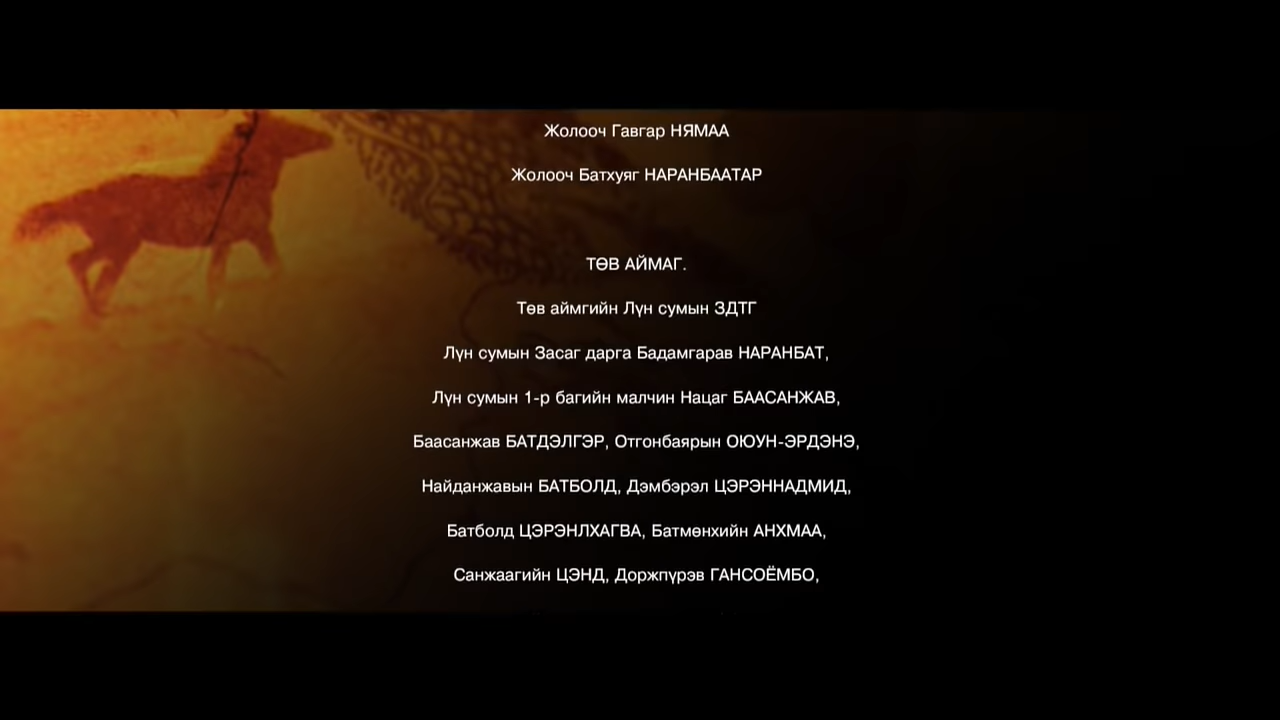 Жолооч Гавгар НЯМАА
Жолооч Батхуяг НАРАНБААТАР
ТӨВ АЙМАГ.
Төв аймгийн Лүн сумын ЗДТГ
Лүн сумын Засаг дарга Бадамгарав НАРАНБАТ,
Лүн сумын 1-р багийн малчин Нацаг БААСАНЖАВ,
Баасанжав БАТДЭЛГЭР, Отгонбаярын ОЮУН-ЭРДЭНЭ,
Найданжавын БАТБОЛД, Дэмбэрэл ЦЭРЭННАДМИД,
Батболд ЦЭРЭНЛХАГВА, Батмөнхийн АНХМАА,
Санжаагийн ЦЭНД, Доржпүрэв ГАНСОЁМБО,